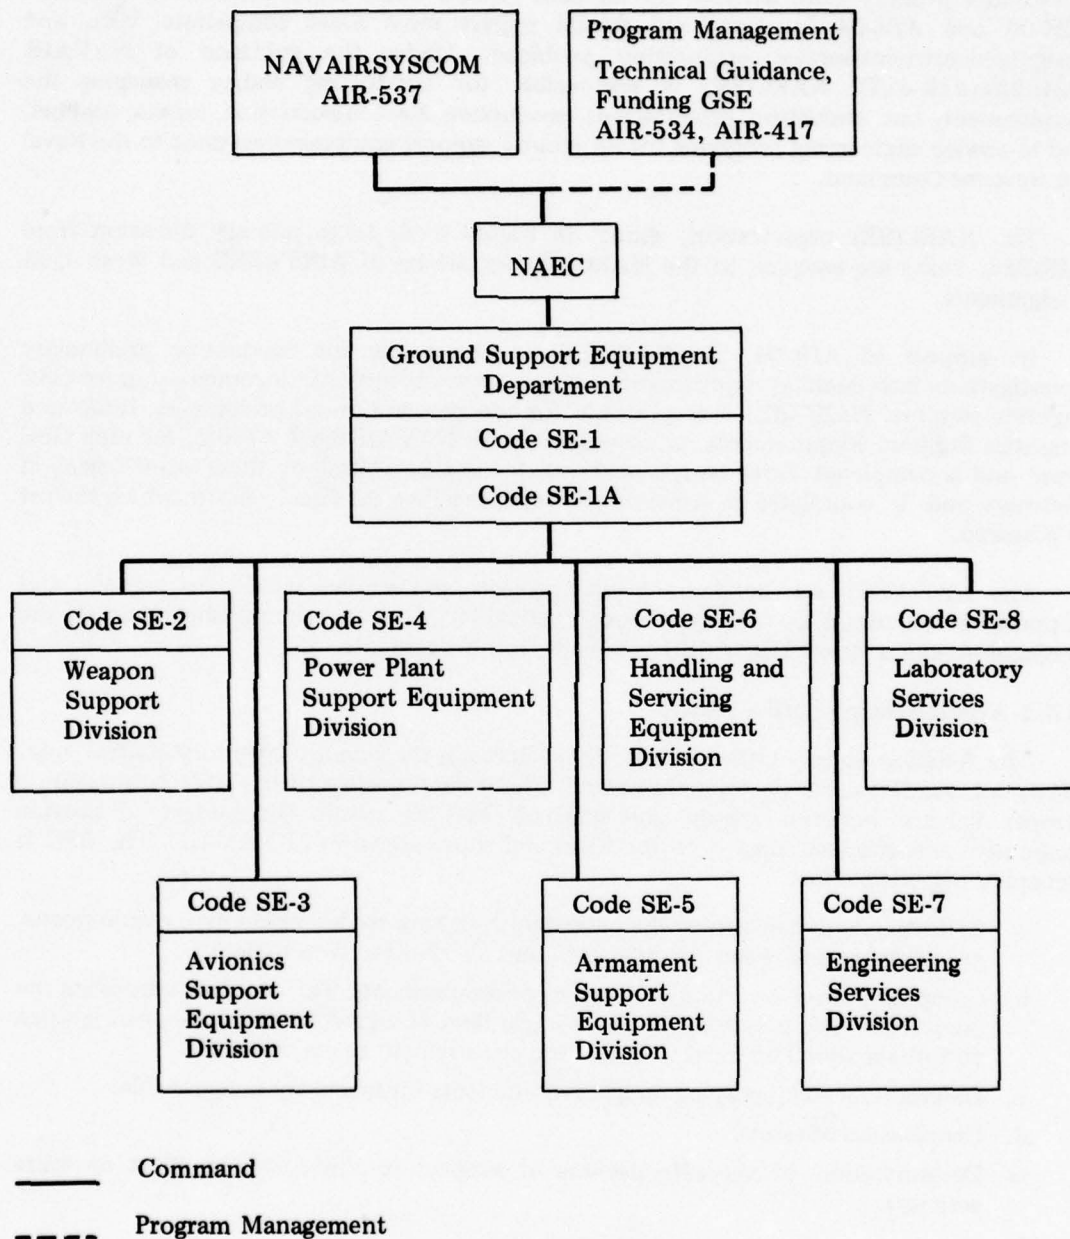 Program Management
NAVAIRSYSCOM
AIR-537
Technical Guidance,
Funding GSE
AIR-534, AIR-417
NAEC
Ground Support Equipment
Department
Code SE-1
Code SE-1A
Code SE-2
Weapon
Support
Division
Code SE-4
Power Plant
Support Equipment
Division
Code SE-6
Handling and
Servicing
Equipment
Division
Code SE-8
Laboratory
Services
Division
Code SE-3
Avionics
Support
Equipment
Division
Code SE-5
Armament
Support
Equipment
Division
Code SE-7
Engineering
Services
Division
Command
Program Management